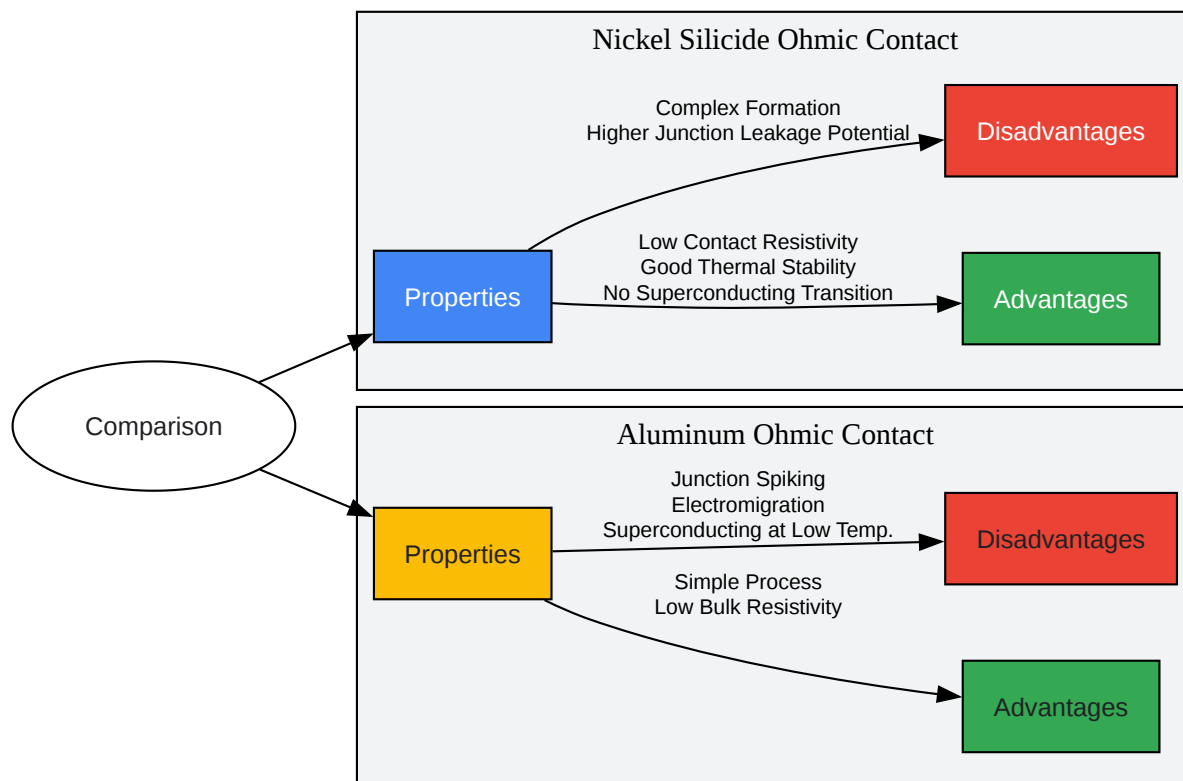 Nickel Silicide Ohmic Contact
Complex Formation
Higher Junction Leakage Potential
Disadvantages
Low Contact Resistivity
Good Thermal Stability
No Superconducting Transition
Properties
Advantages
Comparison
Aluminum Ohmic Contact
Junction Spiking
Electromigration
Superconducting at Low Temp.
Properties
Disadvantages
Simple Process
Low Bulk Resistivity
Advantages